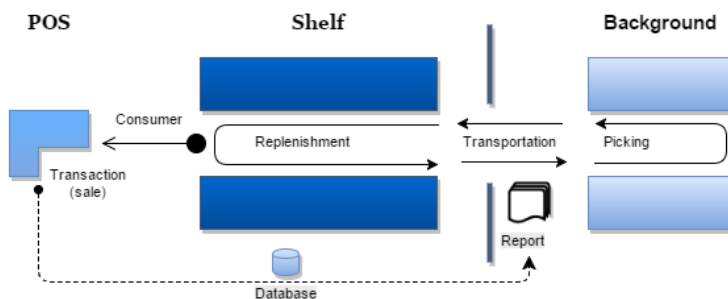 POS
Shelf
Background
Consumer
Replenishment
Transportation
Picking
Transaction
(sale)
Report
Database